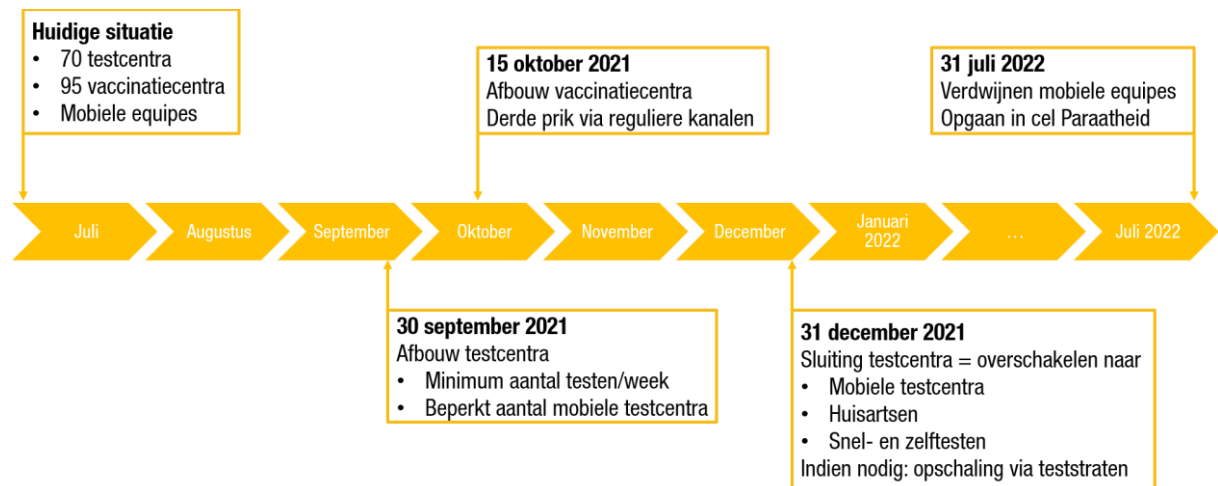 Huidige situatie
• 70 testcentra
• 95 vaccinatiecentra
• Mobiele equipes
15 oktober 2021
Afbouw vaccinatiecentra
Derde prik via reguliere kanalen
31 juli 2022
Verdwijnen mobiele equipes
Opgaan in cel Paraatheid
Juli
Augustus
September
Oktober
November
December
Januari
2022
...
Juli 2022
30 september 2021
Afbouw testcentra
• Minimum aantal testen/week
• Beperkt aantal mobiele testcentra
31 december 2021
Sluiting testcentra = overschakelen naar
• Mobiele testcentra
• Huisartsen
• Snel- en zelftesten
Indien nodig: opschaling via teststraten